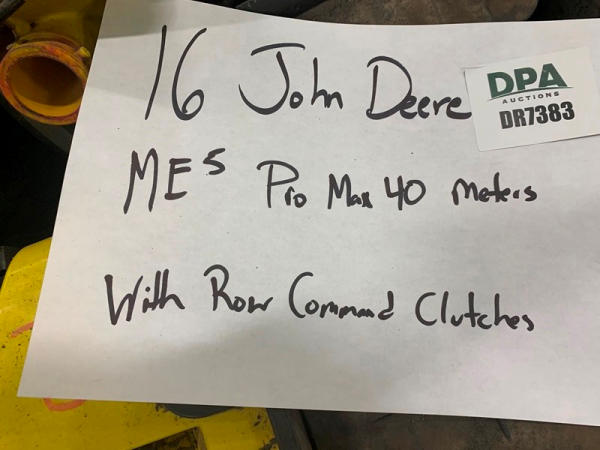 16 John Deere
DPA
AUCTIONS
DR7383
ME5 Pro Max 40 meters
With Row Command Clutches